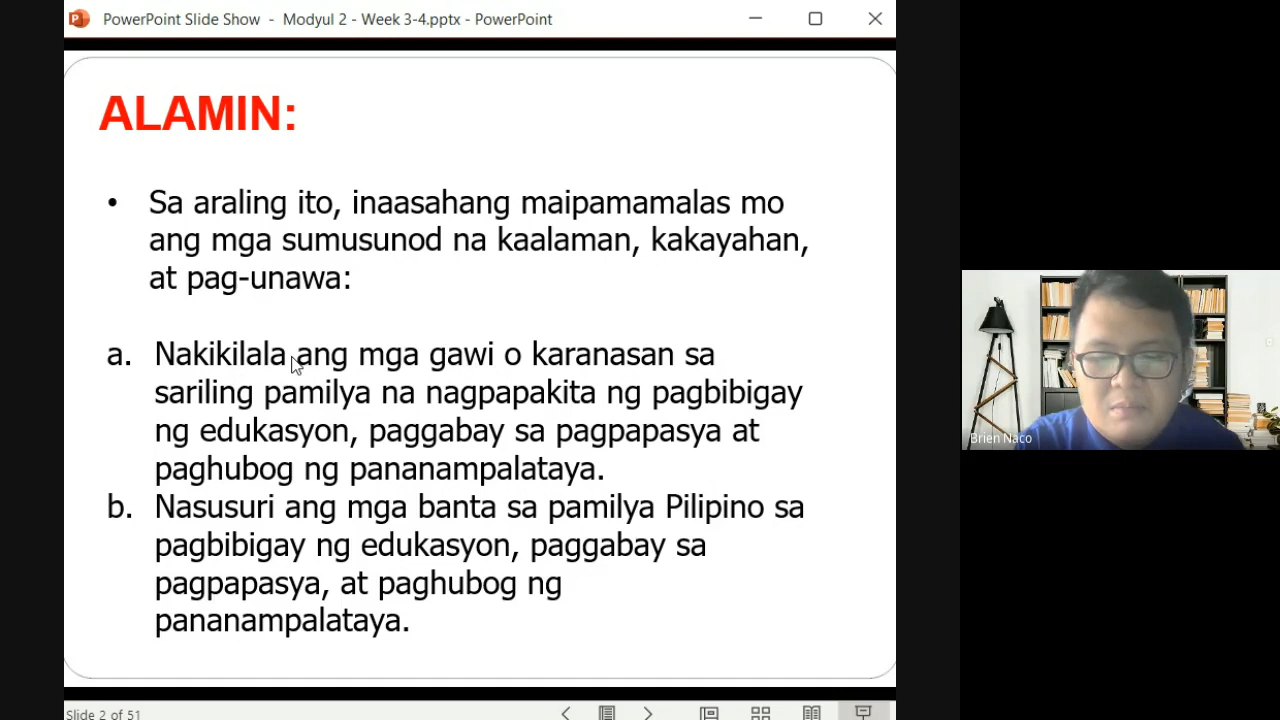 PowerPoint Slide Show - Modyul 2 - Week 3-4.pptx - PowerPoint
ALAMIN:
• Sa araling ito, inaasahang maipamamalas mo
ang mga sumusunod na kaalaman, kakayahan,
at pag-unawa:
a. Nakikilala ang mga gawi o karanasan sa
sariling pamilya na nagpapakita ng pagbibigay
ng edukasyon, paggabay sa pagpapasya at
paghubog ng pananampalataya.
b. Nasusuri ang mga banta sa pamilya Pilipino sa
pagbibigay ng edukasyon, paggabay sa
pagpapasya, at paghubog ng
pananampalataya.
Slide 2 of 51
Brien Naco